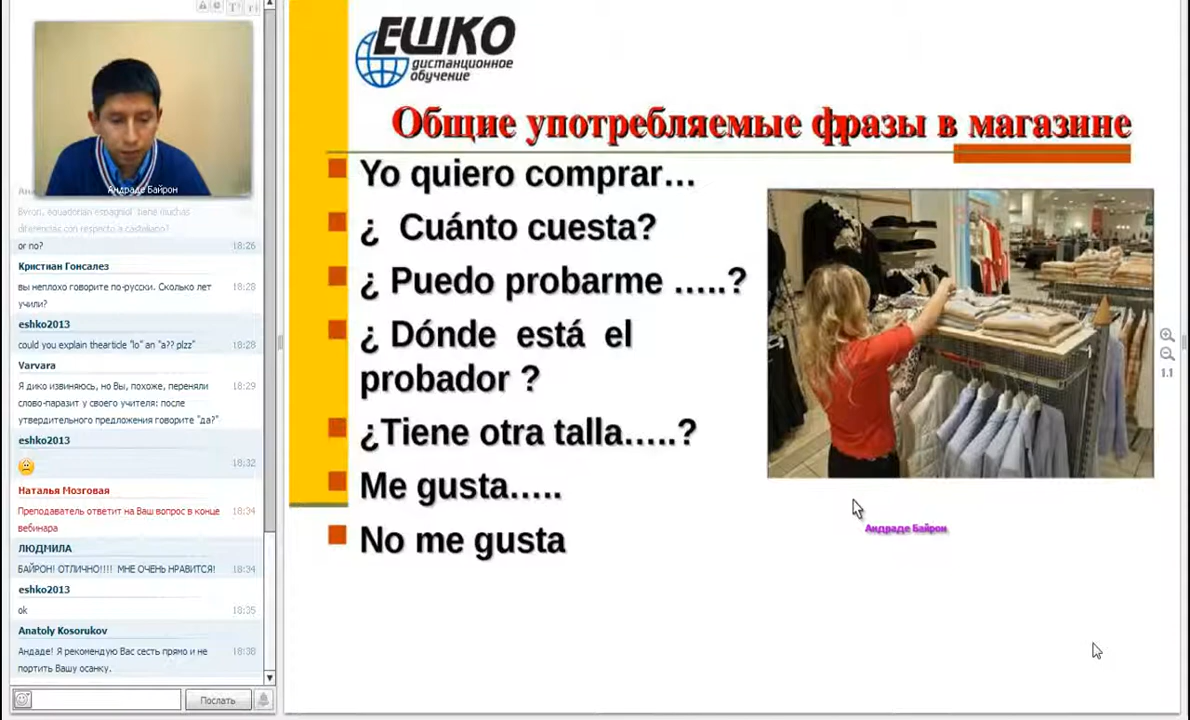 Андраде Байрон
Byron, equadorian espagniol tiene muchas
diferencias con respecto a castallano?
or no?
18:26
Кристиан Гонсалез
вы неплохо говорите по-русски. Сколько лет
18:28
учили?
eshko2013
could you explain thearticle "lo" an "a?? plzz"
18:28
Varvara
Я дико извиняюсь, но Вы, похоже, переняли
18:29
слово-паразит у своего учителя: после
утвердительного предложения говорите "да?"
eshko2013
18:32
Наталья Мозговая
Преподаватель ответит на Ваш вопрос в конце
18:34
вебинара
ЛЮДМИЛА
БАЙРОН! ОТЛИЧНО!!!! МНЕ ОЧЕНЬ НРАВИТСЯ!
18:34
eshko2013
ok
18:35
Anatoly Kosorukov
Андаде! Я рекомендую Вас сесть прямо и не
18:38
портить Вашу осанку.
Послать
ЕШКО
дистанционное
обучение
Общие употребляемые фразы в магазине
Yo quiero comprar…
¿ Cuánto cuesta?
¿ Puedo probarme …..?
¿ Dónde está el
probador ?
¿Tiene otra talla…..?
Me gusta…..
No me gusta
Андраде Байрон
1.1